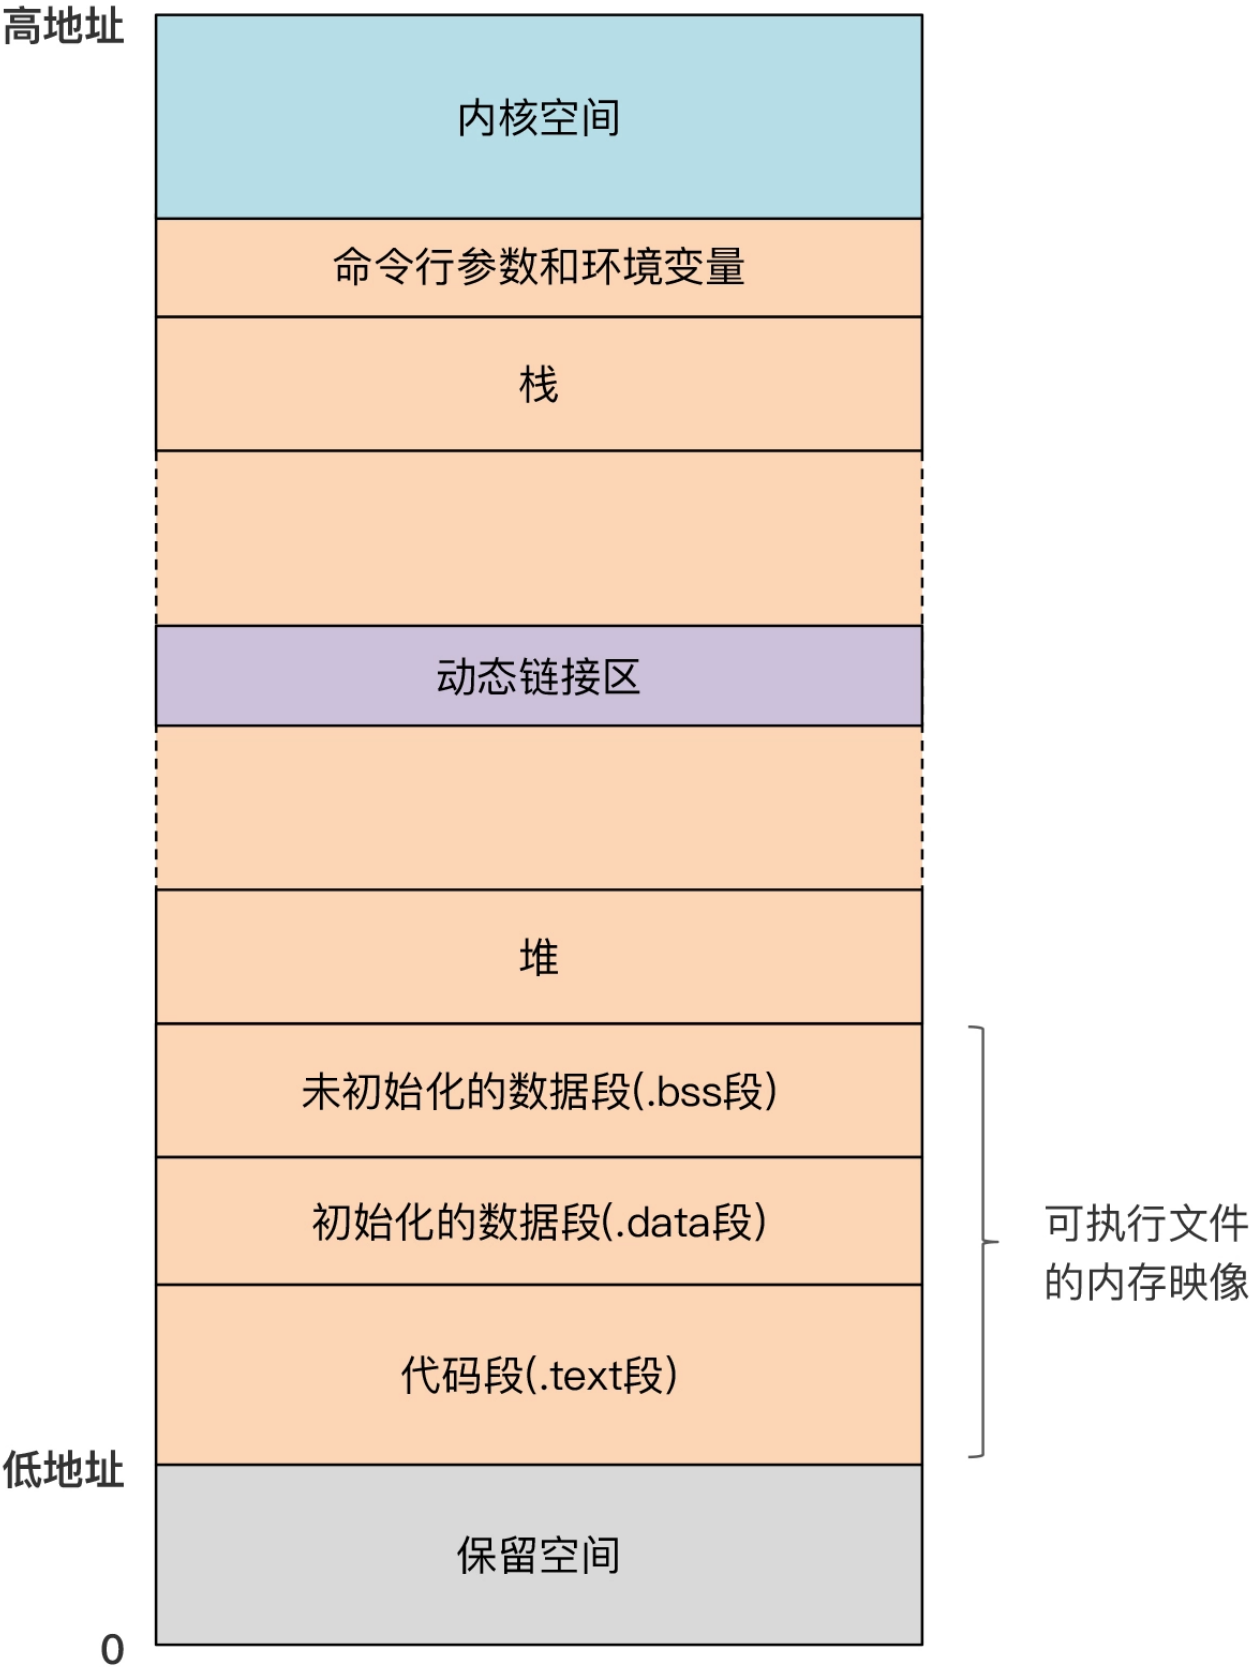 高地址
内核空间
命令行参数和环境变量
栈
动态链接区
堆
未初始化的数据段(.bss段)
初始化的数据段(.data段)
可执行文件
的内存映像
代码段(.text段)
低地址
保留空间
0